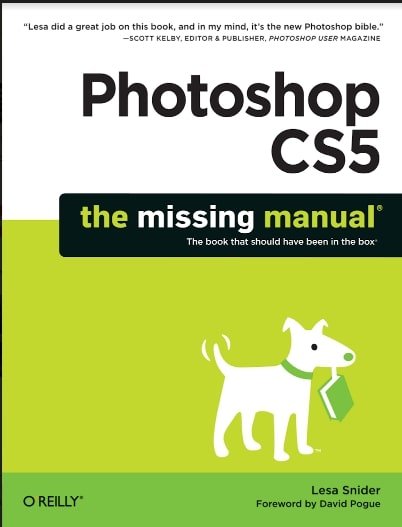 “Lesa did a great job on this book, and in my mind, it’s the new Photoshop bible.”
—SCOTT KELBY, EDITOR & PUBLISHER, PHOTOSHOP USER MAGAZINE
Photoshop
CS5
the missing manual®
The book that should have been in the box®
™
Lesa Snider
O REILLY®
Foreword by David Pogue